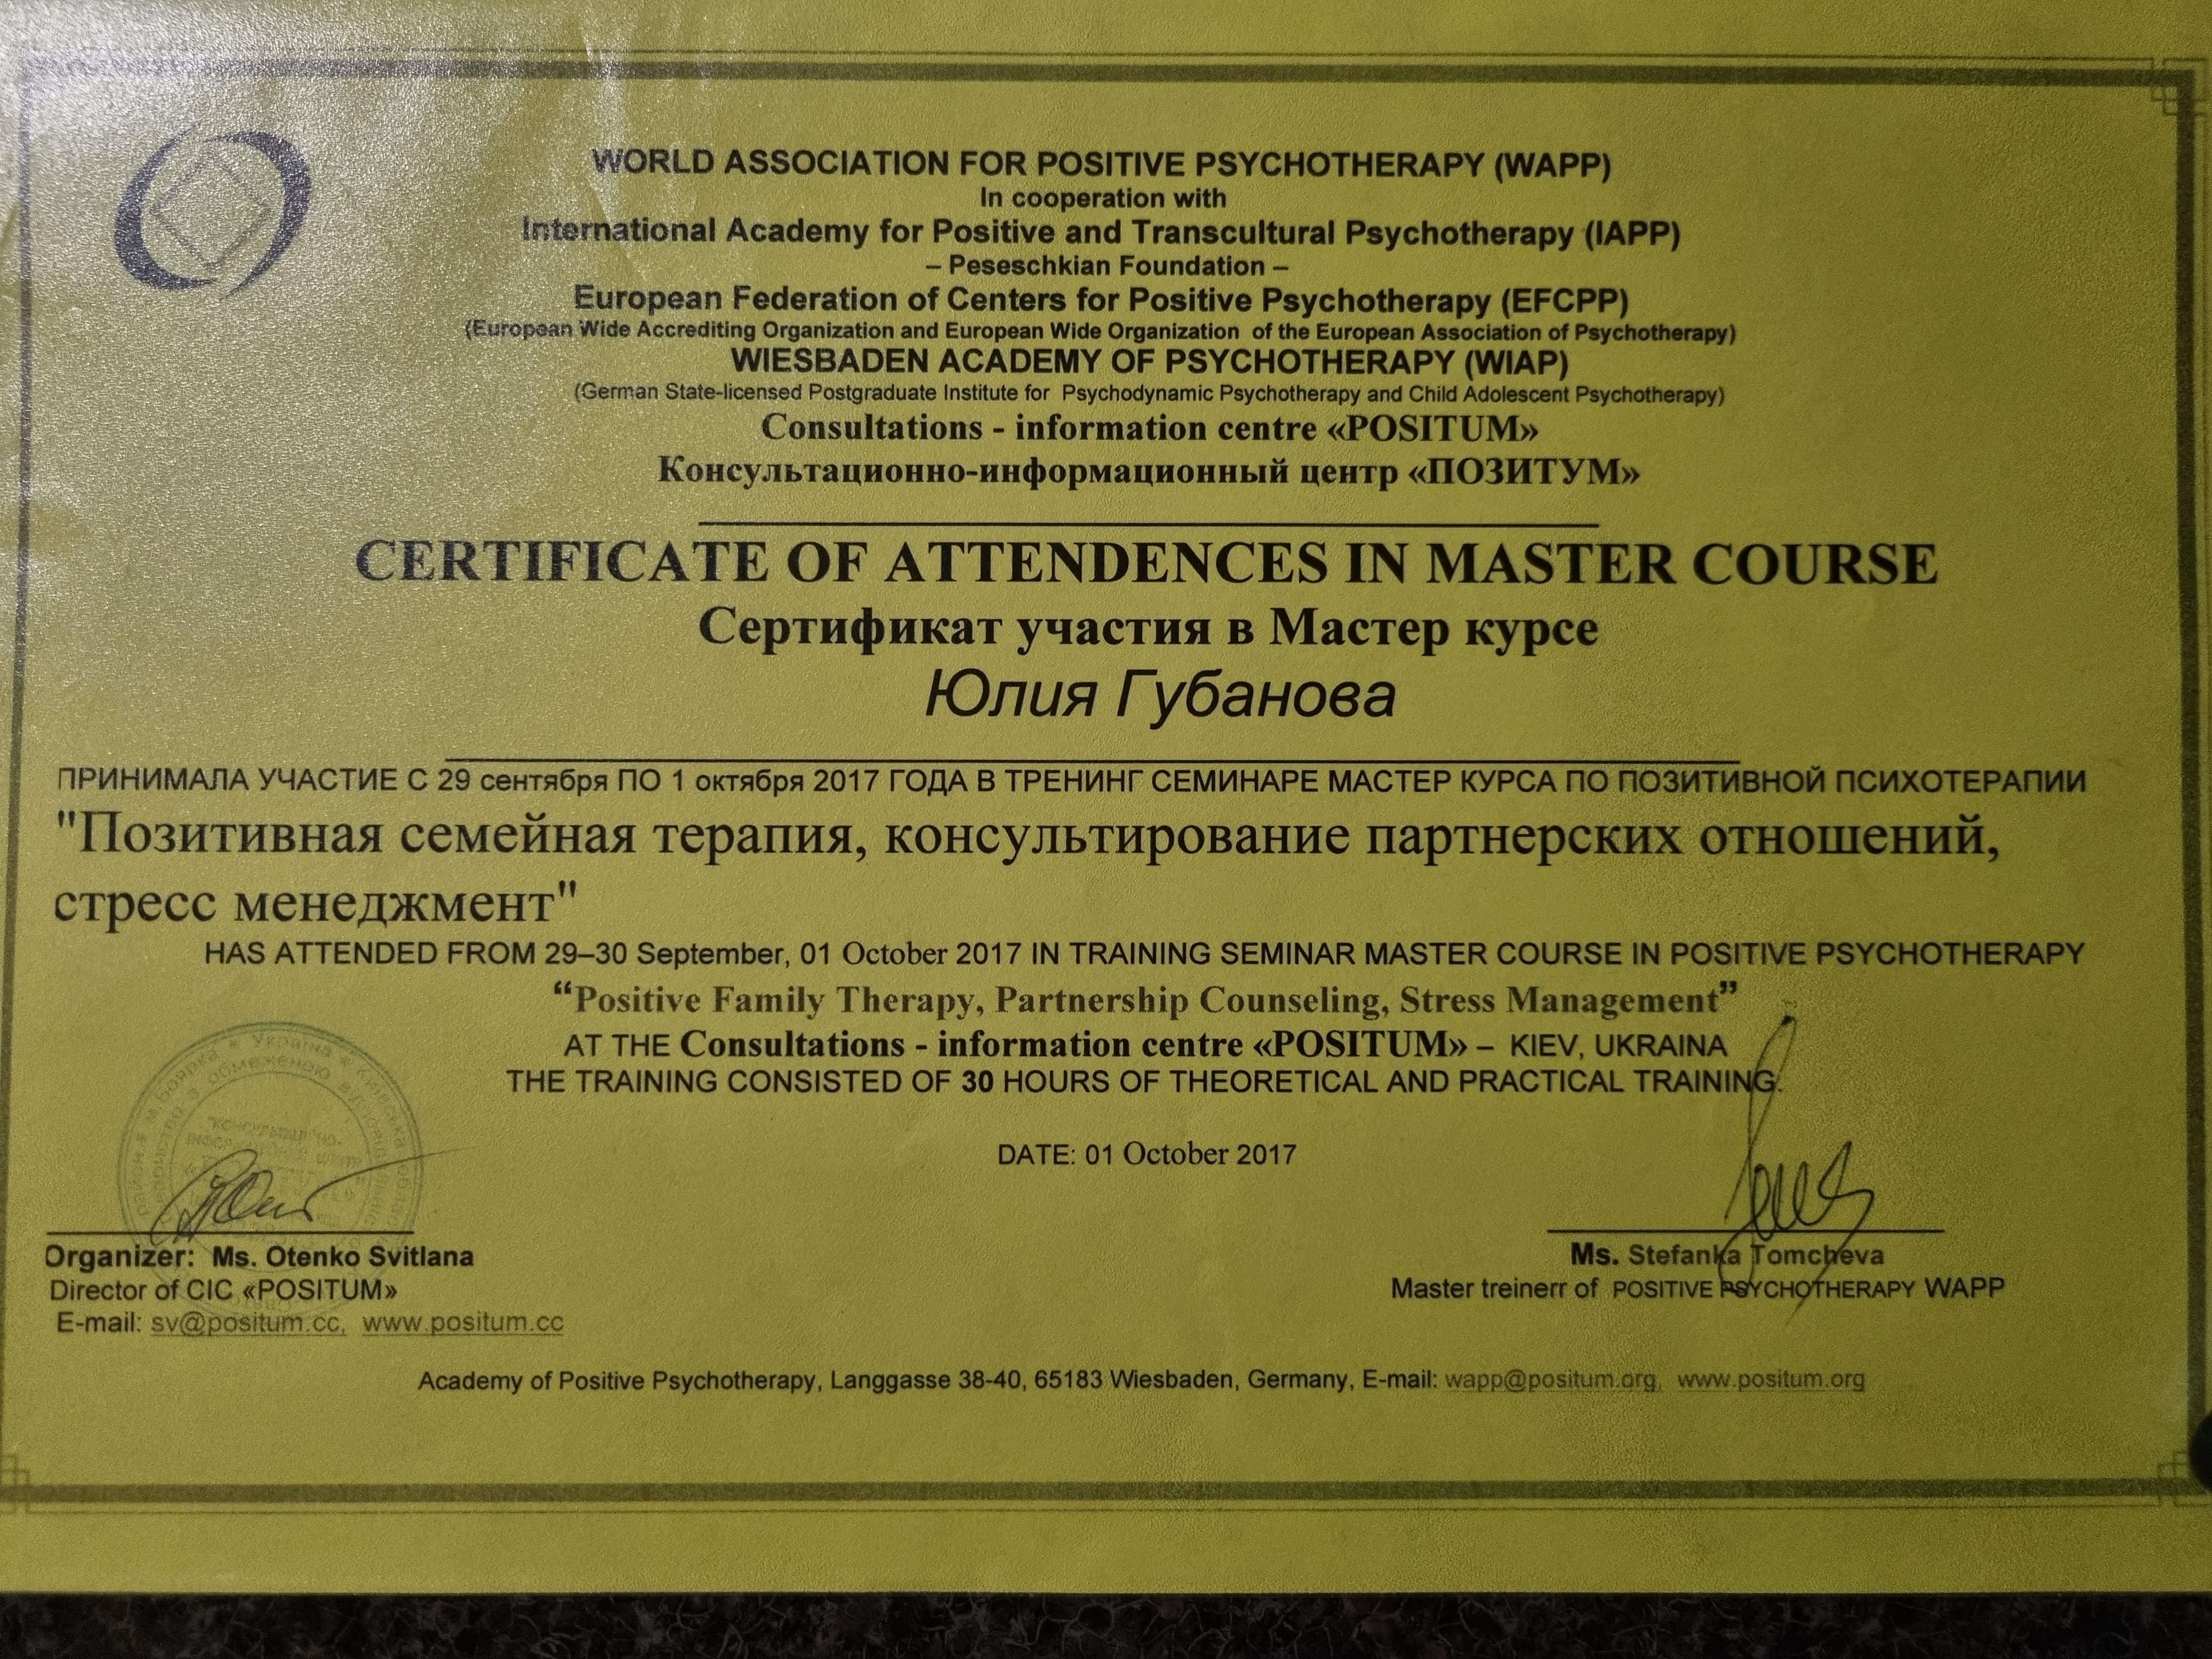 WORLD ASSOCIATION FOR POSITIVE PSYCHOTHERAPY (WAPP)
In cooperation with
International Academy for Positive and Transcultural Psychotherapy (IAPP)
– Peseschkian Foundation –
European Federation of Centers for Positive Psychotherapy (EFCPP)
(European Wide Accrediting Organization and European Wide Organization of the European Association of Psychotherapy)
WIESBADEN ACADEMY OF PSYCHOTHERAPY (WIAP)
(German State-licensed Postgraduate Institute for Psychodynamic Psychotherapy and Child Adolescent Psychotherapy)
Consultations - information centre «POSITUM»
Консультационно-информационный центр «ПОЗИТУМ»
CERTIFICATE OF ATTENDENCES IN MASTER COURSE
Сертификат участия в Мастер курсе
Юлия Губанова
ПРИНИМАЛА УЧАСТИЕ С 29 сентября ПО 1 октября 2017 ГОДА В ТРЕНИНГ СЕМИНАРЕ МАСТЕР КУРСА ПО ПОЗИТИВНОЙ ПСИХОТЕРАПИИ
"Позитивная семейная терапия, консультирование партнерских отношений,
стресс менеджмент"
HAS ATTENDED FROM 29–30 September, 01 October 2017 IN TRAINING SEMINAR MASTER COURSE IN POSITIVE PSYCHOTHERAPY
“Positive Family Therapy, Partnership Counseling, Stress Management”
AT THE Consultations - information centre «POSITUM» – KIEV, UKRAINA
THE TRAINING CONSISTED OF 30 HOURS OF THEORETICAL AND PRACTICAL TRAINING.
DATE: 01 October 2017
м.Боярка * Україна * Київська
з обмеженою
Organizer: Ms. Otenko Svitlana
Director of CIC «POSITUM»
E-mail: sv@positum.cc, www.positum.cc
Ms. Stefanka Tomcheva
Master treinerr of POSITIVE PSYCHOTHERAPY WAPP
Academy of Positive Psychotherapy, Langgasse 38-40, 65183 Wiesbaden, Germany, E-mail: wapp@positum.org, www.positum.org